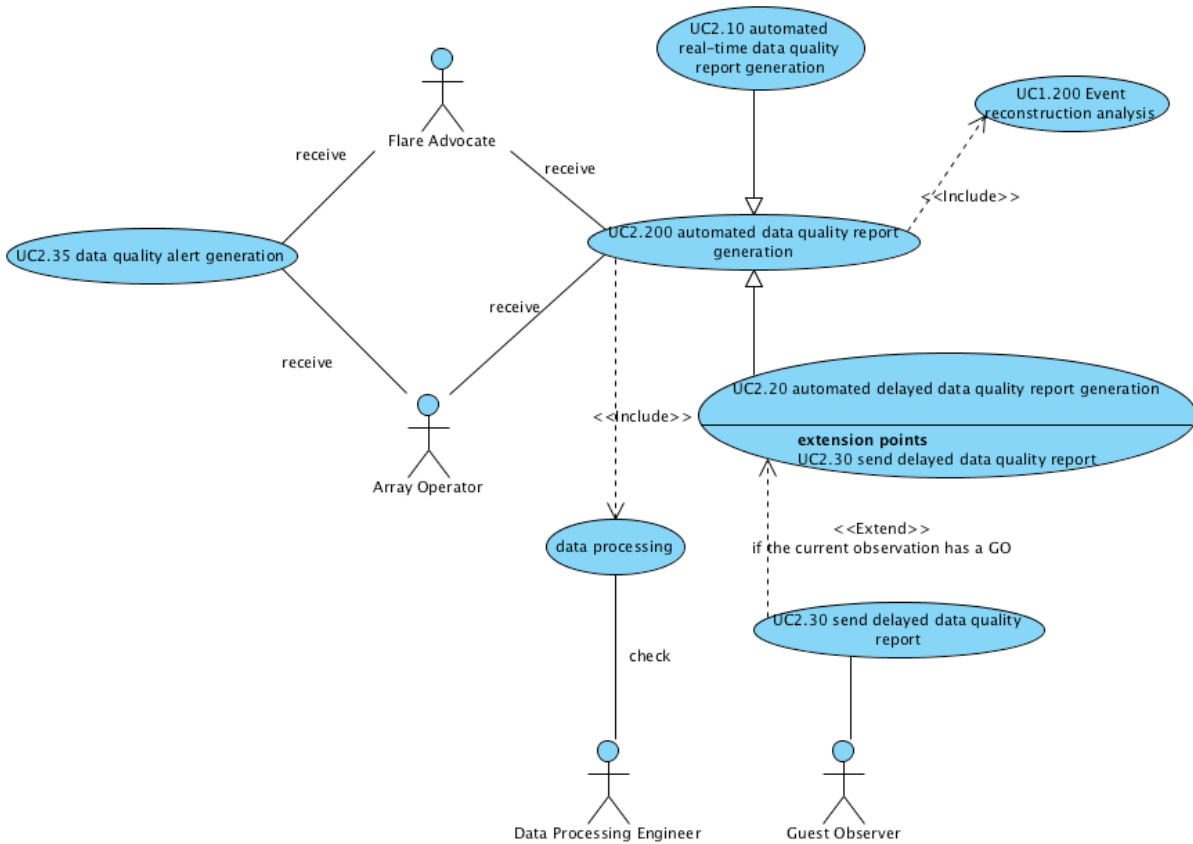 UC2.10 automated
real-time data quality
report generation
UC1.200 Event
reconstruction analysis
Flare Advocate
receive
receive
<<Include>>
UC2.35 data quality alert generation
UC2.200 automated data quality report
generation
receive
receive
UC2.20 automated delayed data quality report generation
<<Include>>
extension points
UC2.30 send delayed data quality report
Array Operator
<<Extend>>
if the current observation has a GO
data processing
UC2.30 send delayed data quality
report
check
Data Processing Engineer
Guest Observer